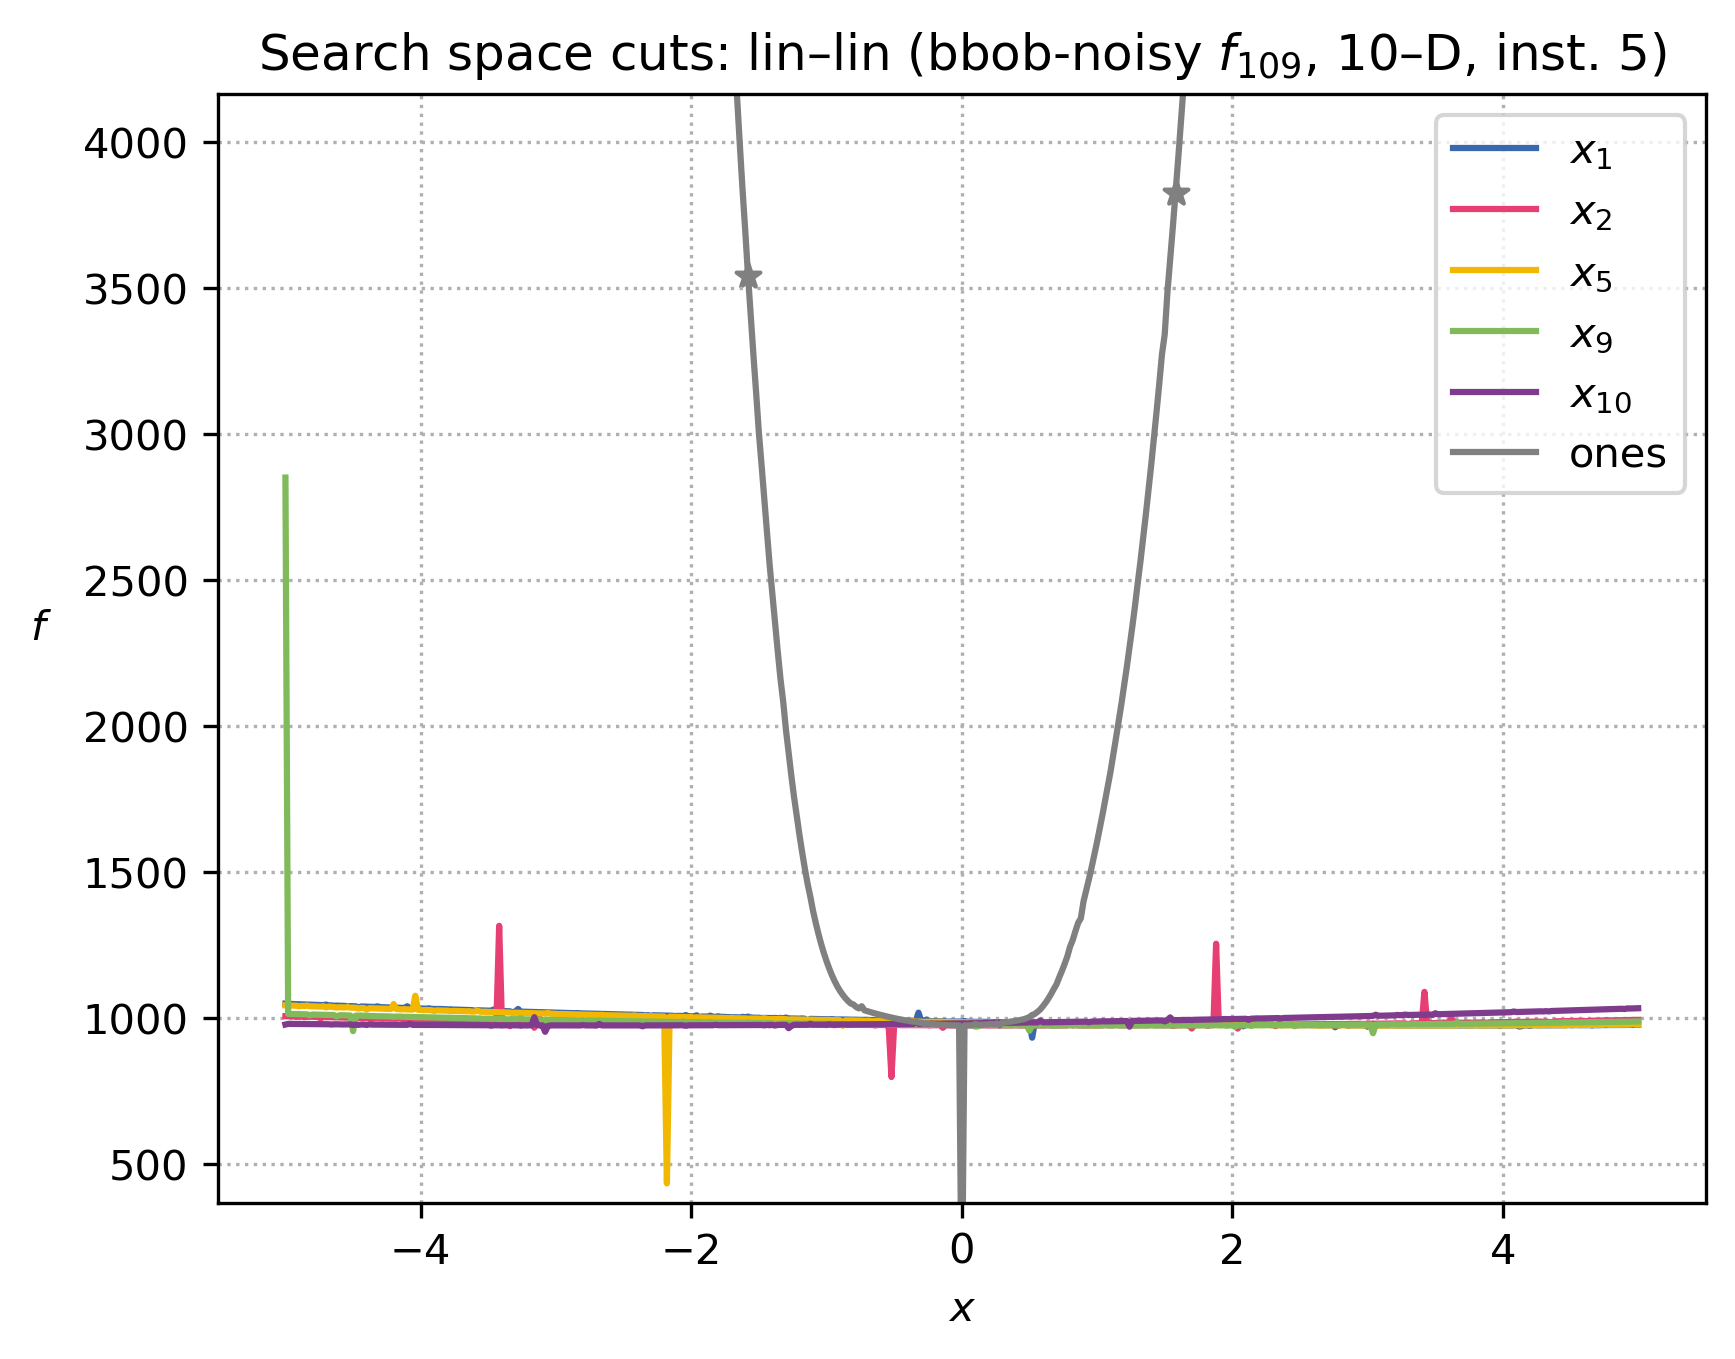 Search space cuts: lin–lin (bbob-noisy f₁₀₉, 10–D, inst. 5)
4000
3500
3000
2500
2000
1500
1000
500
f
−4 −2 0 2 4
x
x₁
x₂
x₅
x₉
x₁₀
ones